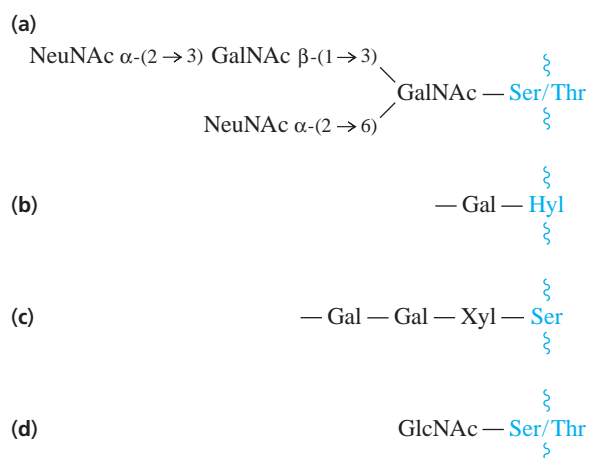 (a)
NeuNAc α-(2 → 3) GalNAc β-(1 → 3)
GalNAc — Ser/Thr
NeuNAc α-(2 → 6)
(b) — Gal — Hyl
(c) — Gal — Gal — Xyl — Ser
(d) GlcNAc — Ser/Thr